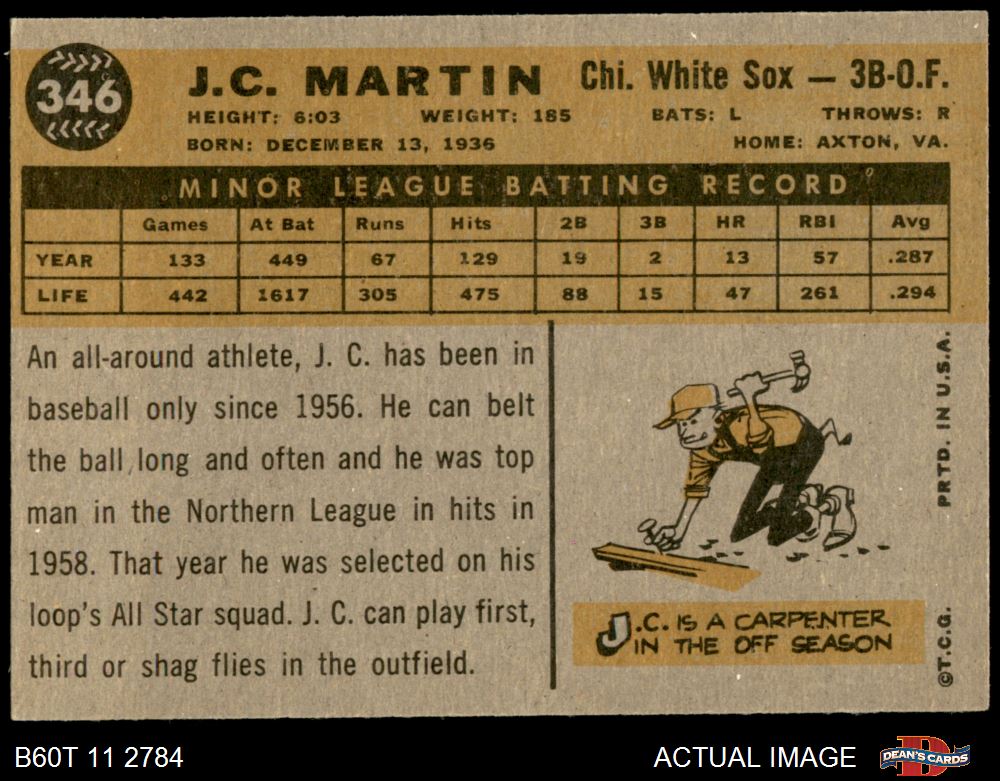 346
J.C. MARTIN Chi. White Sox — 3B-O.F.
HEIGHT: 6:03 WEIGHT: 185 BATS: L THROWS: R
BORN: DECEMBER 13, 1936 HOME: AXTON, VA.
MINOR LEAGUE BATTING RECORD
Games At Bat Runs Hits 2B 3B HR RBI Avg
YEAR 133 449 67 129 19 2 13 57 .287
LIFE 442 1617 305 475 88 15 47 261 .294
An all-around athlete, J. C. has been in
baseball only since 1956. He can belt
the ball long and often and he was top
man in the Northern League in hits in
1958. That year he was selected on his
loop's All Star squad. J. C. can play first,
third or shag flies in the outfield.
J.C. IS A CARPENTER
IN THE OFF SEASON
PRTD. IN U.S.A.
©T.C.G.
B60T 11 2784
ACTUAL IMAGE
DEAN'S CARDS